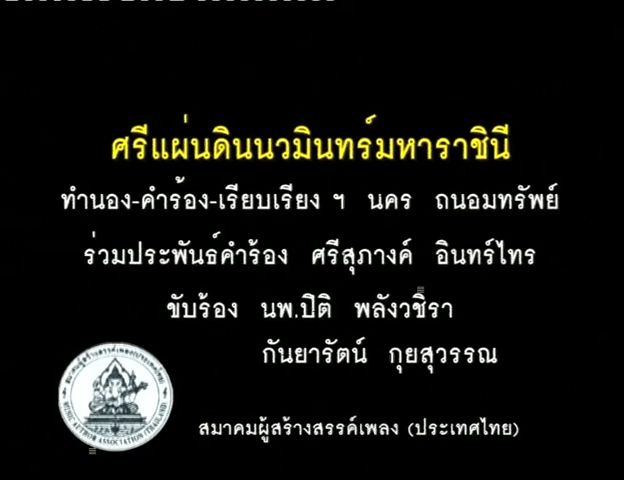 ศรีแผ่นดินนวมินทร์มหาราชินี
ทำนอง-คำร้อง-เรียบเรียง ฯ นคร ถนอมทรัพย์
ร่วมประพันธ์คำร้อง ศรีสุภางค์ อินทร์ไทร
ขับร้อง นพ.ปิติ พลังวชิรา
กันยารัตน์ กุยสุวรรณ
สมาคมผู้สร้างสรรค์เพลง (ประเทศไทย)
MUSIC AUTHOR ASSOCIATION (THAILAND)